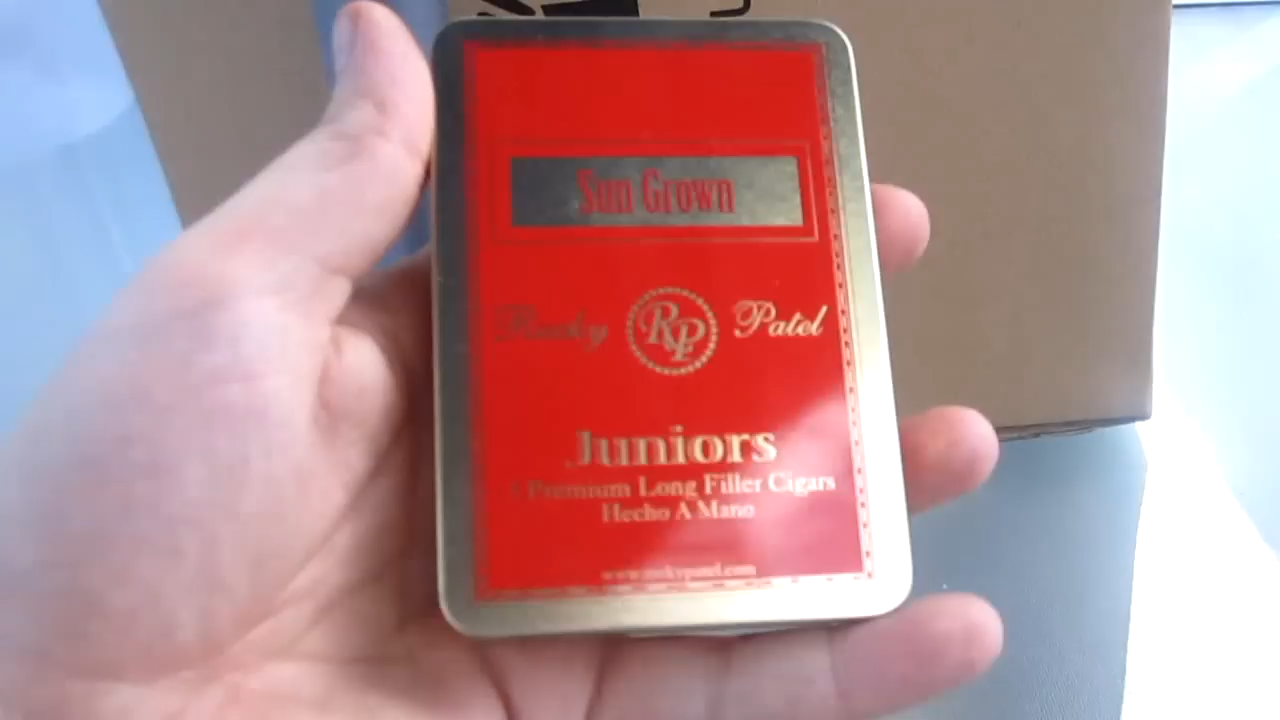 Sun Grown
Rocky RP Patel
Juniors
Premium Long Filler Cigars
Hecho A Mano
www.rockypatel.com